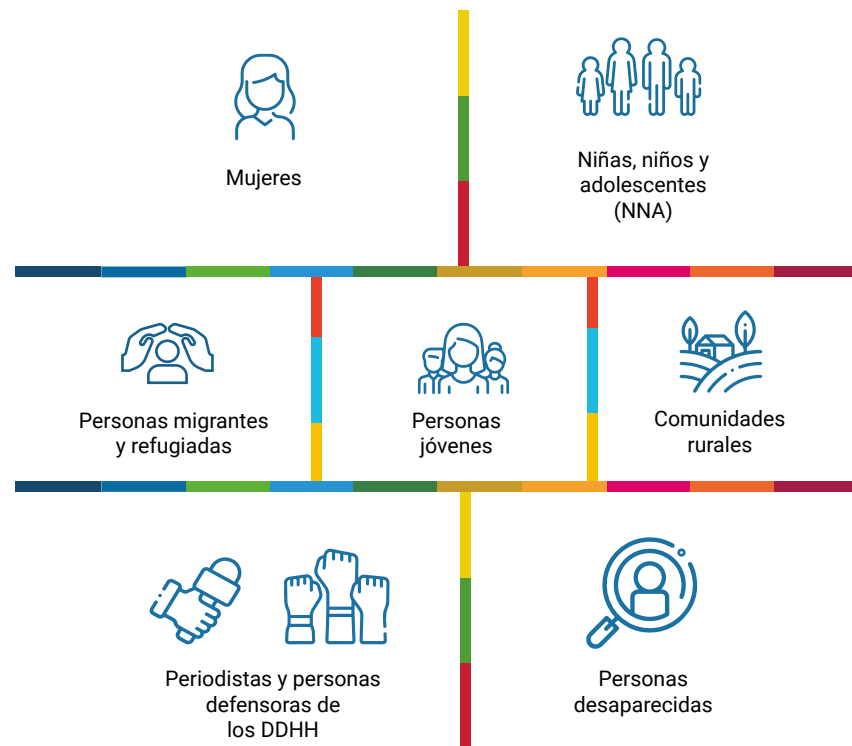 Mujeres
Niñas, niños y
adolescentes
(NNA)
Personas migrantes
y refugiadas
Personas
jóvenes
Comunidades
rurales
Periodistas y personas
defensoras de
los DDHH
Personas
desaparecidas